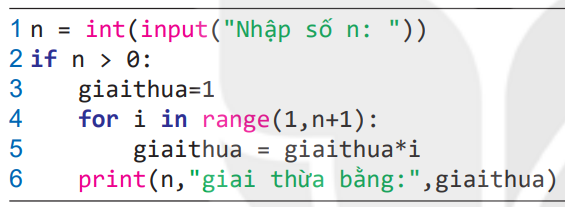 1 n = int(input("Nhập số n: "))
2 if n > 0:
3     giaithua=1
4     for i in range(1,n+1):
5         giaithua = giaithua*i
6     print(n,"giai thừa bằng:",giaithua)